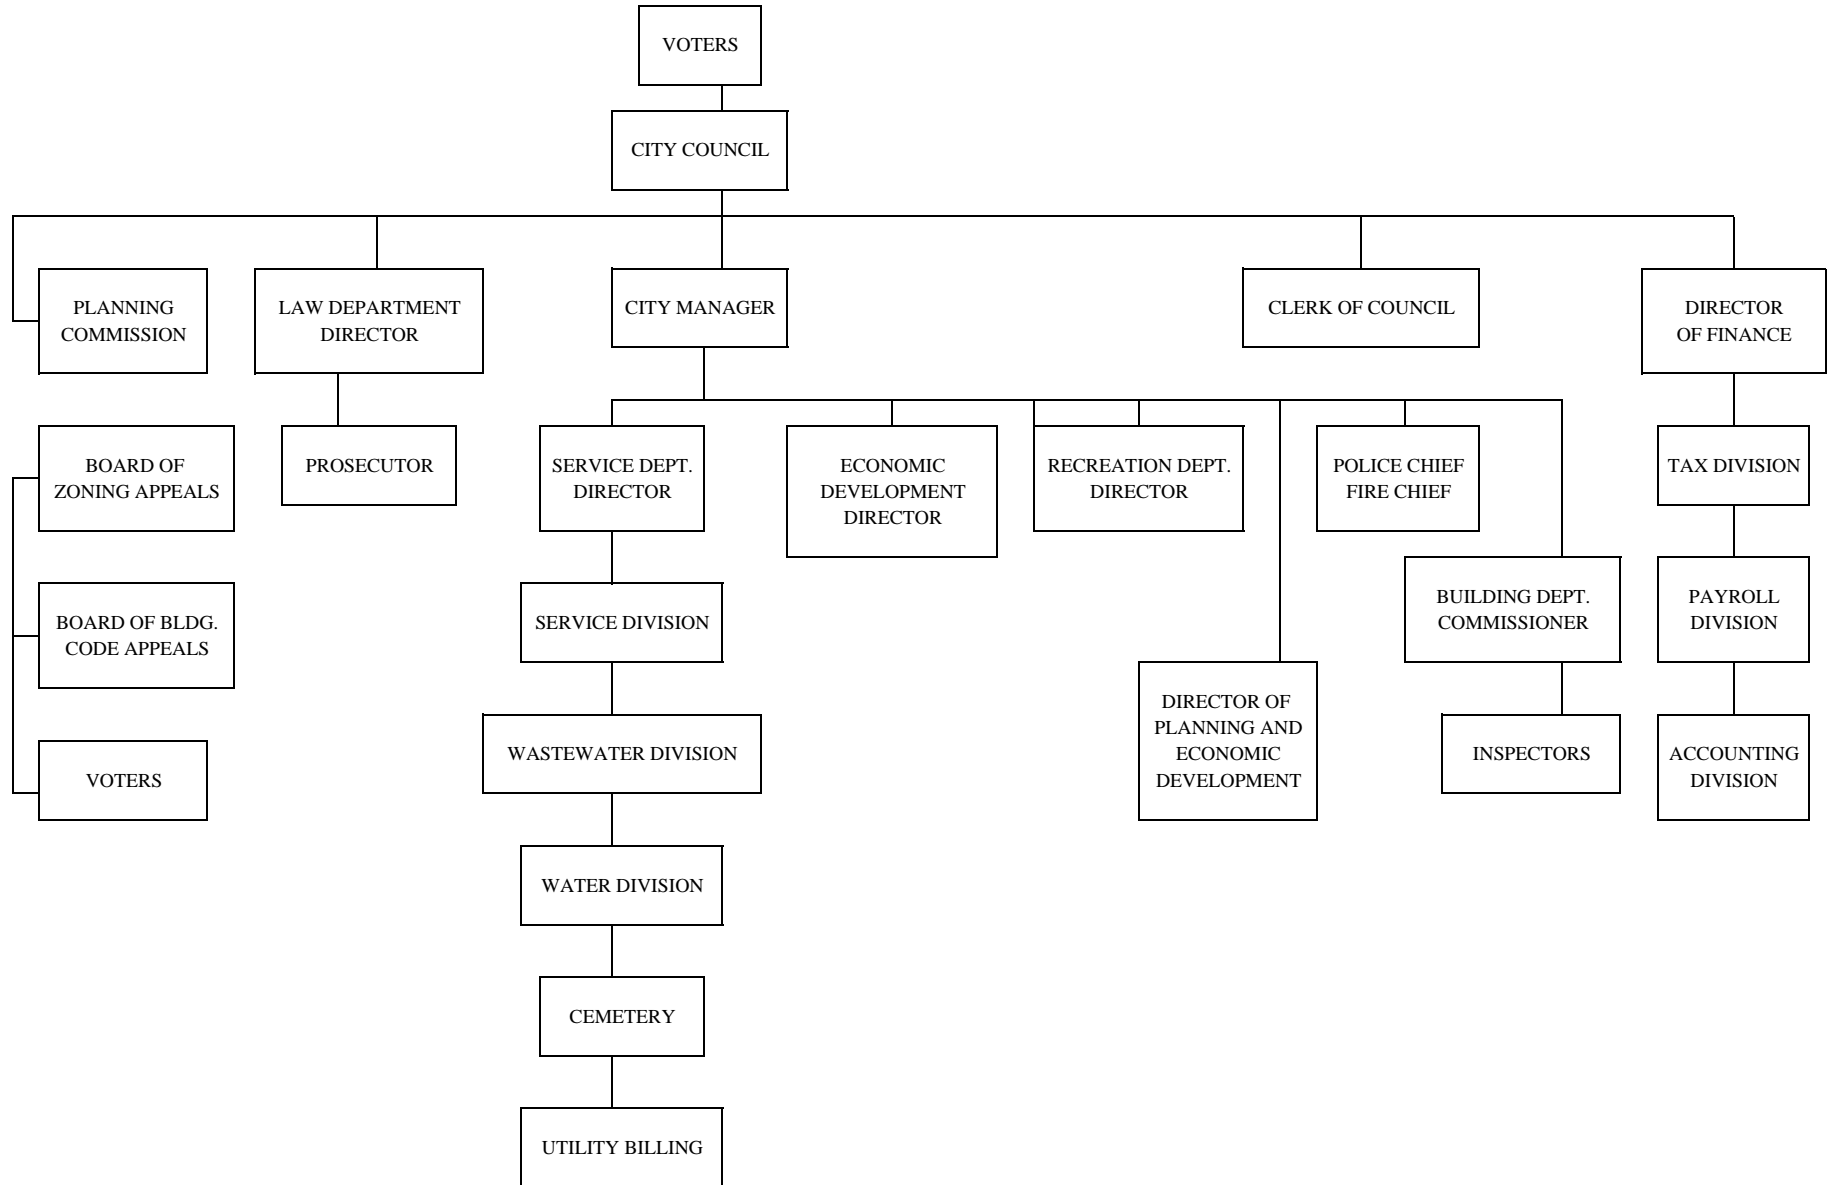 VOTERS
CITY COUNCIL
PLANNING
COMMISSION
LAW DEPARTMENT
DIRECTOR
CITY MANAGER
CLERK OF COUNCIL
DIRECTOR
OF FINANCE
BOARD OF
ZONING APPEALS
PROSECUTOR
SERVICE DEPT.
DIRECTOR
ECONOMIC
DEVELOPMENT
DIRECTOR
RECREATION DEPT.
DIRECTOR
POLICE CHIEF
FIRE CHIEF
TAX DIVISION
BOARD OF BLDG.
CODE APPEALS
SERVICE DIVISION
BUILDING DEPT.
COMMISSIONER
PAYROLL
DIVISION
DIRECTOR OF
PLANNING AND
ECONOMIC
DEVELOPMENT
VOTERS
WASTEWATER DIVISION
INSPECTORS
ACCOUNTING
DIVISION
WATER DIVISION
CEMETERY
UTILITY BILLING